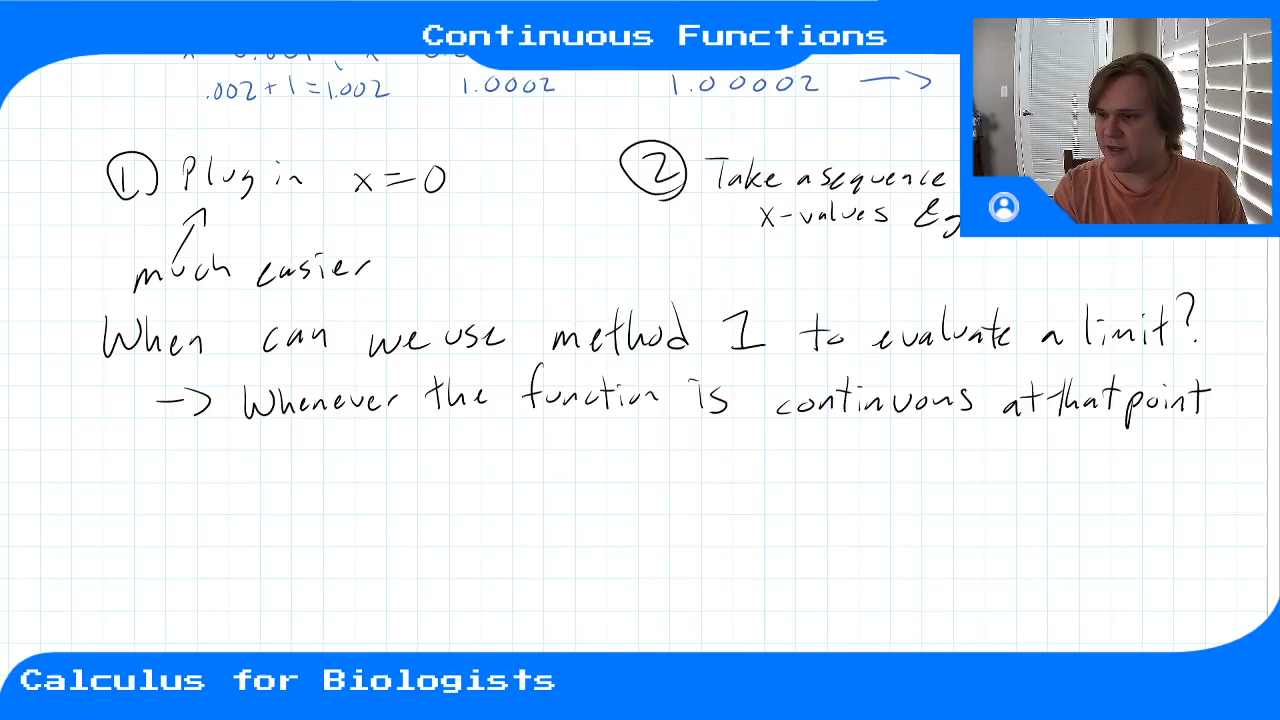 Continuous Functions
.002 + 1 = 1.002 1.0002 1.00002 →
① Plug in x = 0
② Take a sequence
x-values &
much easier
When can we use method 1 to evaluate a limit?
→ Whenever the function is continuous at that point
Calculus for Biologists